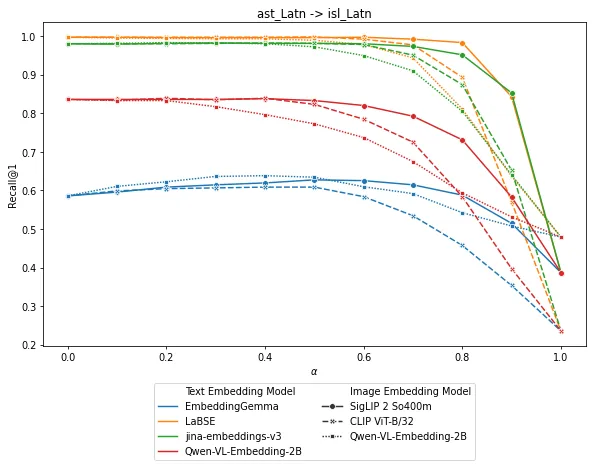 ast_Latn -> isl_Latn
Recall@1
1.0
0.9
0.8
0.7
0.6
0.5
0.4
0.3
0.2
0.0 0.2 0.4 0.6 0.8 1.0
α
Text Embedding Model Image Embedding Model
EmbeddingGemma SigLIP 2 So400m
LaBSE CLIP ViT-B/32
jina-embeddings-v3 Qwen-VL-Embedding-2B
Qwen-VL-Embedding-2B